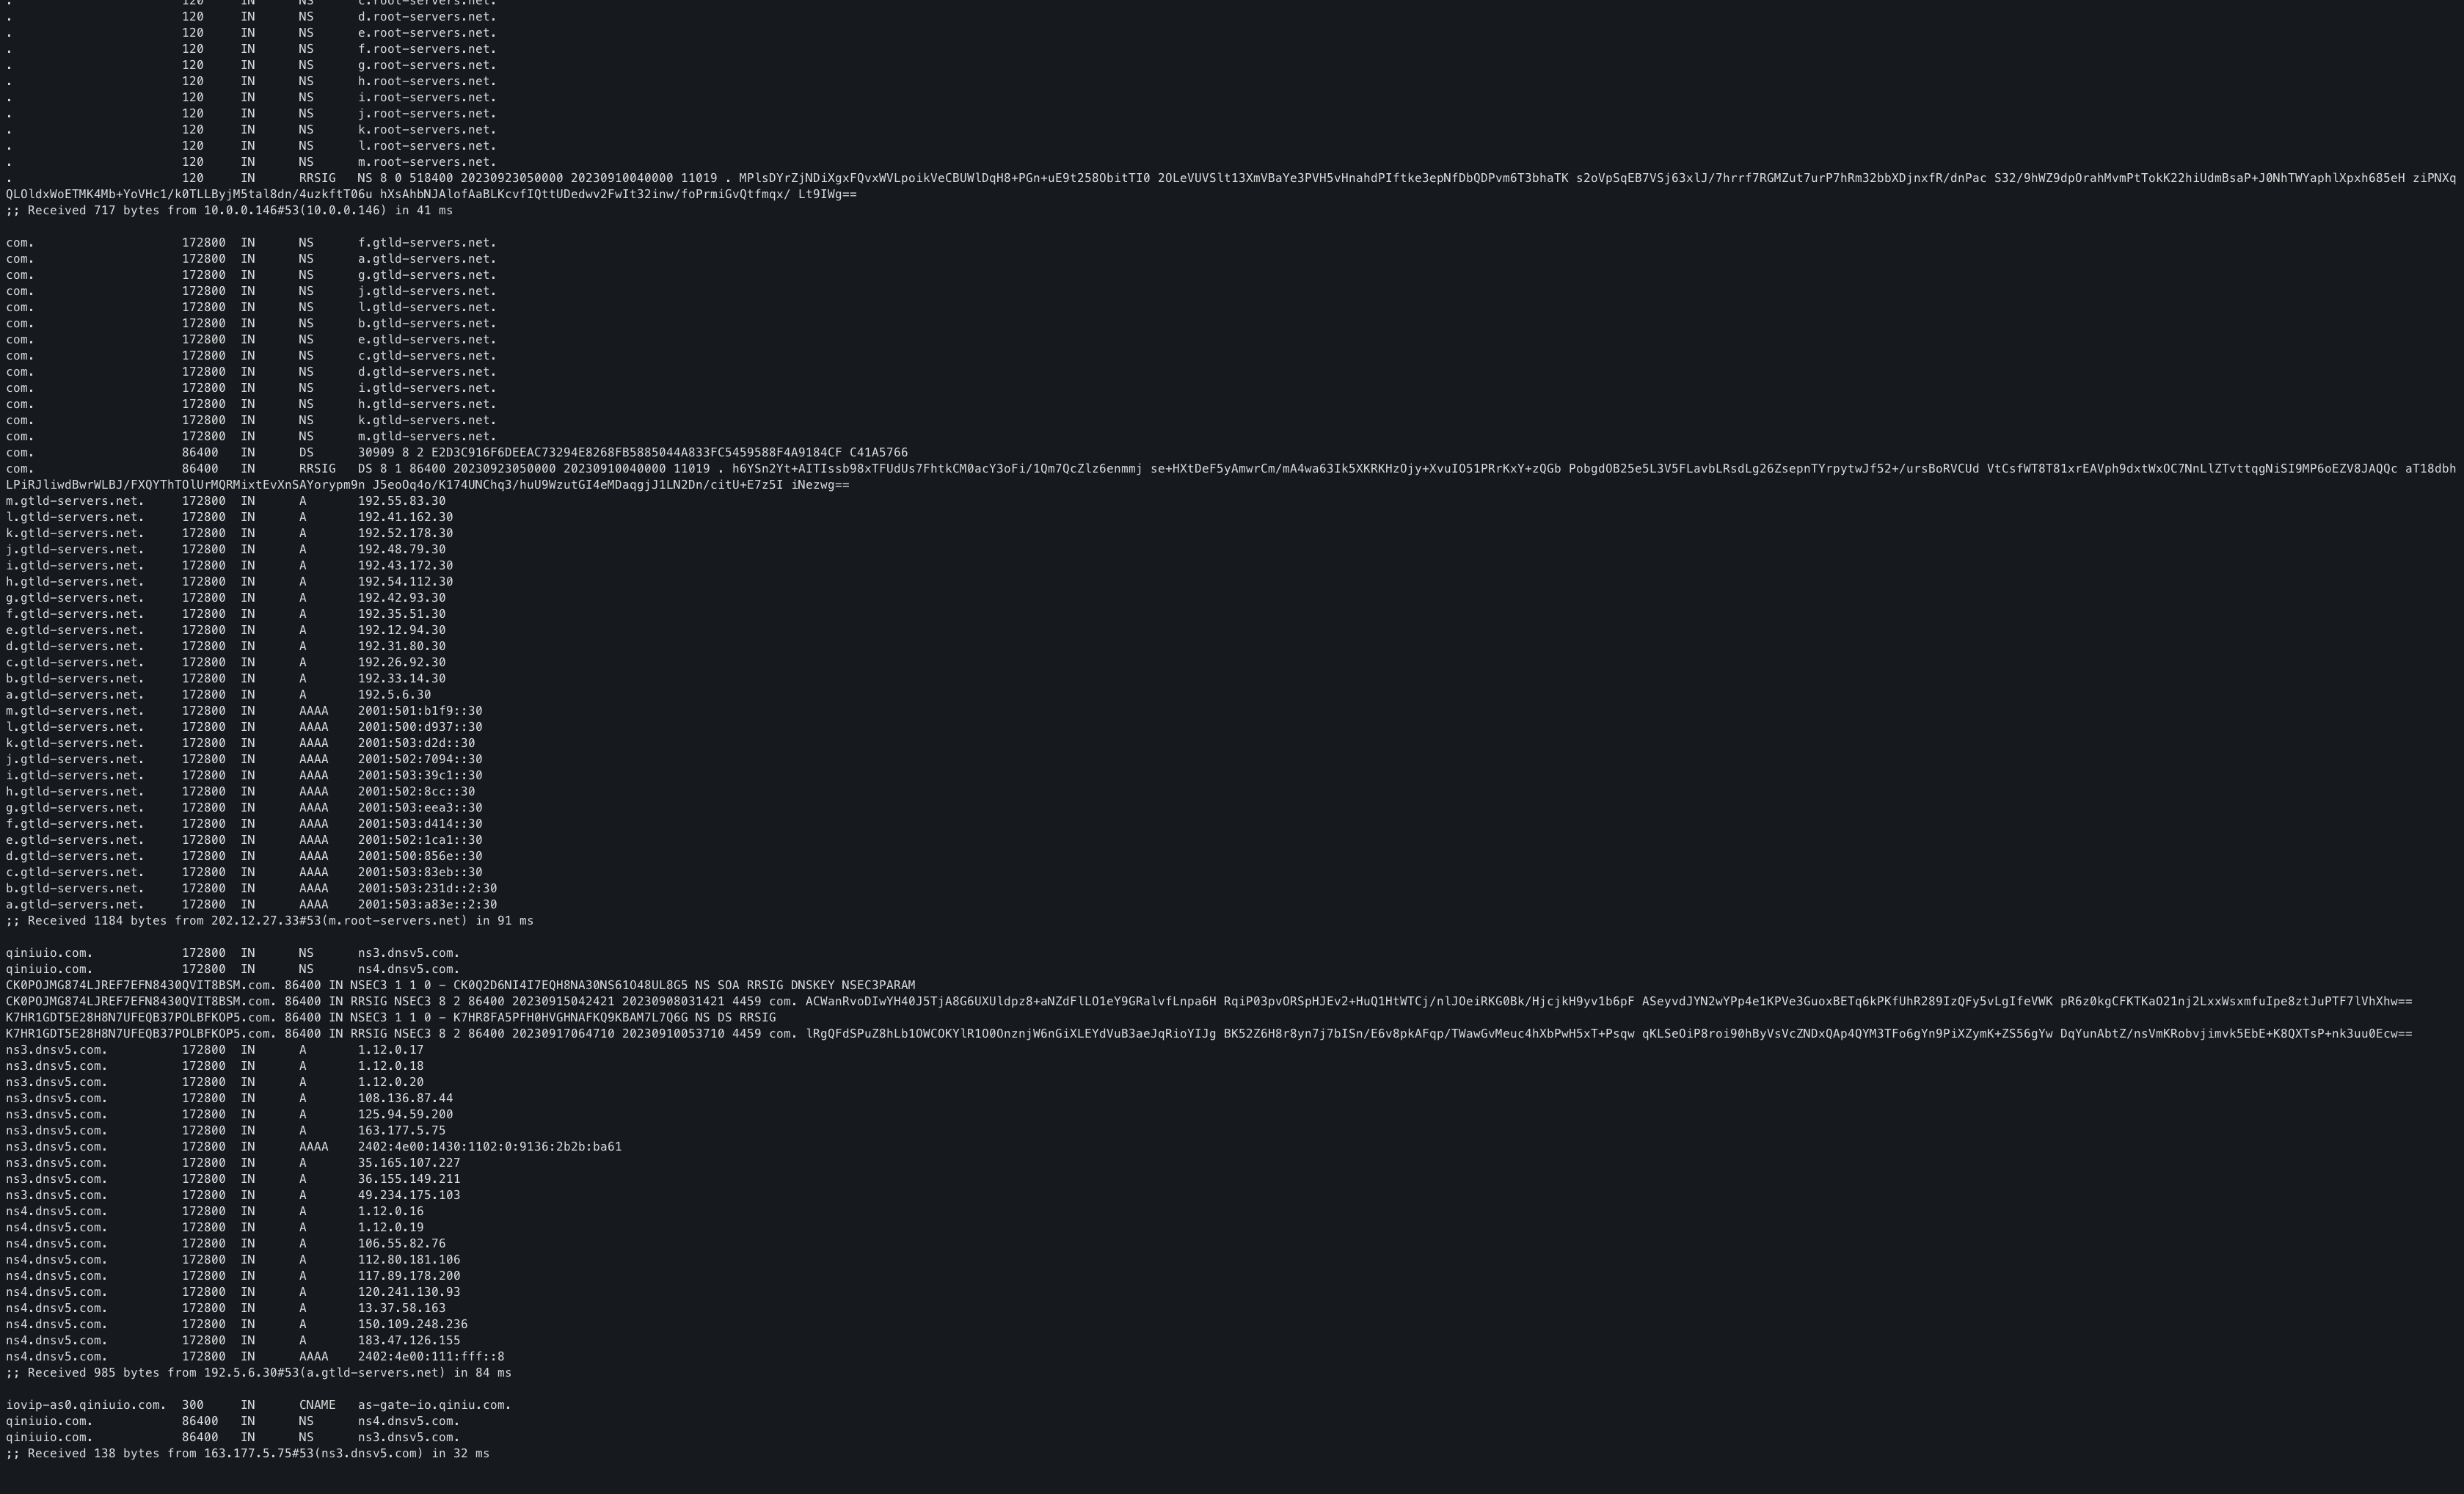 . 120 IN NS c.root-servers.net.
. 120 IN NS d.root-servers.net.
. 120 IN NS e.root-servers.net.
. 120 IN NS f.root-servers.net.
. 120 IN NS g.root-servers.net.
. 120 IN NS h.root-servers.net.
. 120 IN NS i.root-servers.net.
. 120 IN NS j.root-servers.net.
. 120 IN NS k.root-servers.net.
. 120 IN NS l.root-servers.net.
. 120 IN NS m.root-servers.net.
. 120 IN RRSIG NS 8 0 518400 20230923050000 20230910040000 11019 . MPlsDYrZjNDiXgxFQvxWVLpoikVeCBUWlDqH8+PGn+uE9t258ObitTI0 2OLeVUVSlt13XmVBaYe3PVH5vHnahdPIftke3epNfDbQDPvm6T3bhaTK s2oVpSqEB7VSj63xlJ/7hrrf7RGMZut7urP7hRm32bbXDjnxfR/dnPac S32/9hWZ9dpOrahMvmPtTokK22hiUdmBsaP+J0NhTWYaphlXpxh685eH ziPNXq
QLOldxWoETMK4Mb+YoVHc1/k0TLLByjM5tal8dn/4uzkftT06u hXsAhbNJAlofAaBLKcvfIQttUDedwv2FwIt32inw/foPrmiGvQtfmqx/ Lt9IWg==
;; Received 717 bytes from 10.0.0.146#53(10.0.0.146) in 41 ms
com. 172800 IN NS f.gtld-servers.net.
com. 172800 IN NS a.gtld-servers.net.
com. 172800 IN NS g.gtld-servers.net.
com. 172800 IN NS j.gtld-servers.net.
com. 172800 IN NS l.gtld-servers.net.
com. 172800 IN NS b.gtld-servers.net.
com. 172800 IN NS e.gtld-servers.net.
com. 172800 IN NS c.gtld-servers.net.
com. 172800 IN NS d.gtld-servers.net.
com. 172800 IN NS i.gtld-servers.net.
com. 172800 IN NS h.gtld-servers.net.
com. 172800 IN NS k.gtld-servers.net.
com. 172800 IN NS m.gtld-servers.net.
com. 86400 IN DS 30909 8 2 E2D3C916F6DEEAC73294E8268FB5885044A833FC5459588F4A9184CF C41A5766
com. 86400 IN RRSIG DS 8 1 86400 20230923050000 20230910040000 11019 . h6YSn2Yt+AITIssb98xTFUdUs7FhtkCM0acY3oFi/1Qm7QcZlz6enmmj se+HXtDeF5yAmwrCm/mA4wa63Ik5XKRKHzOjy+XvuIO51PRrKxY+zQGb PobgdOB25e5L3V5FLavbLRsdLg26ZsepnTYrpytwJf52+/ursBoRVCUd VtCsfWT8T81xrEAVph9dxtWxOC7NnLlZTvttqgNiSI9MP6oEZV8JAQQc aT18dbh
LPiRJliwdBwrWLBJ/FXQYThTOlUrMQRMixtEvXnSAYorypm9n J5eoOq4o/K174UNChq3/huU9WzutGI4eMDaqgjJ1LN2Dn/citU+E7z5I iNezwg==
m.gtld-servers.net. 172800 IN A 192.55.83.30
l.gtld-servers.net. 172800 IN A 192.41.162.30
k.gtld-servers.net. 172800 IN A 192.52.178.30
j.gtld-servers.net. 172800 IN A 192.48.79.30
i.gtld-servers.net. 172800 IN A 192.43.172.30
h.gtld-servers.net. 172800 IN A 192.54.112.30
g.gtld-servers.net. 172800 IN A 192.42.93.30
f.gtld-servers.net. 172800 IN A 192.35.51.30
e.gtld-servers.net. 172800 IN A 192.12.94.30
d.gtld-servers.net. 172800 IN A 192.31.80.30
c.gtld-servers.net. 172800 IN A 192.26.92.30
b.gtld-servers.net. 172800 IN A 192.33.14.30
a.gtld-servers.net. 172800 IN A 192.5.6.30
m.gtld-servers.net. 172800 IN AAAA 2001:501:b1f9::30
l.gtld-servers.net. 172800 IN AAAA 2001:500:d937::30
k.gtld-servers.net. 172800 IN AAAA 2001:503:d2d::30
j.gtld-servers.net. 172800 IN AAAA 2001:502:7094::30
i.gtld-servers.net. 172800 IN AAAA 2001:503:39c1::30
h.gtld-servers.net. 172800 IN AAAA 2001:502:8cc::30
g.gtld-servers.net. 172800 IN AAAA 2001:503:eea3::30
f.gtld-servers.net. 172800 IN AAAA 2001:503:d414::30
e.gtld-servers.net. 172800 IN AAAA 2001:502:1ca1::30
d.gtld-servers.net. 172800 IN AAAA 2001:500:856e::30
c.gtld-servers.net. 172800 IN AAAA 2001:503:83eb::30
b.gtld-servers.net. 172800 IN AAAA 2001:503:231d::2:30
a.gtld-servers.net. 172800 IN AAAA 2001:503:a83e::2:30
;; Received 1184 bytes from 202.12.27.33#53(m.root-servers.net) in 91 ms
qiniuio.com. 172800 IN NS ns3.dnsv5.com.
qiniuio.com. 172800 IN NS ns4.dnsv5.com.
CK0POJMG874LJREF7EFN8430QVIT8BSM.com. 86400 IN NSEC3 1 1 0 - CK0Q2D6NI4I7EQH8NA30NS61O48UL8G5 NS SOA RRSIG DNSKEY NSEC3PARAM
CK0POJMG874LJREF7EFN8430QVIT8BSM.com. 86400 IN RRSIG NSEC3 8 2 86400 20230915042421 20230908031421 4459 com. ACWanRvoDIwYH40J5TjA8G6UXUldpz8+aNZdFlLO1eY9GRalvfLnpa6H RqiP03pvORSpHJEv2+HuQ1HtWTCj/nlJOeiRKG0Bk/HjcjkH9yv1b6pF ASeyvdJYN2wYPp4e1KPVe3GuoxBETq6kPKfUhR289IzQFy5vLgIfeVWK pR6z0kgCFKTKaO21nj2LxxWsxmfuIpe8ztJuPTF7lVhXhw==
K7HR1GDT5E28H8N7UFEQB37POLBFKOP5.com. 86400 IN NSEC3 1 1 0 - K7HR8FA5PFH0HVGHNAFKQ9KBAM7L7Q6G NS DS RRSIG
K7HR1GDT5E28H8N7UFEQB37POLBFKOP5.com. 86400 IN RRSIG NSEC3 8 2 86400 20230917064710 20230910053710 4459 com. lRgQFdSPuZ8hLb1OWCOKYlR1O0OnznjW6nGiXLEYdVuB3aeJqRioYIJg BK52Z6H8r8yn7j7bISn/E6v8pkAFqp/TWawGvMeuc4hXbPwH5xT+Psqw qKLSeOiP8roi90hByVsVcZNDxQAp4QYM3TFo6gYn9PiXZymK+ZS56gYw DqYunAbtZ/nsVmKRobvjimvk5EbE+K8QXTsP+nk3uu0Ecw==
ns3.dnsv5.com. 172800 IN A 1.12.0.17
ns3.dnsv5.com. 172800 IN A 1.12.0.18
ns3.dnsv5.com. 172800 IN A 1.12.0.20
ns3.dnsv5.com. 172800 IN A 108.136.87.44
ns3.dnsv5.com. 172800 IN A 125.94.59.200
ns3.dnsv5.com. 172800 IN A 163.177.5.75
ns3.dnsv5.com. 172800 IN AAAA 2402:4e00:1430:1102:0:9136:2b2b:ba61
ns3.dnsv5.com. 172800 IN A 35.165.107.227
ns3.dnsv5.com. 172800 IN A 36.155.149.211
ns3.dnsv5.com. 172800 IN A 49.234.175.103
ns4.dnsv5.com. 172800 IN A 1.12.0.16
ns4.dnsv5.com. 172800 IN A 1.12.0.19
ns4.dnsv5.com. 172800 IN A 106.55.82.76
ns4.dnsv5.com. 172800 IN A 112.80.181.106
ns4.dnsv5.com. 172800 IN A 117.89.178.200
ns4.dnsv5.com. 172800 IN A 120.241.130.93
ns4.dnsv5.com. 172800 IN A 13.37.58.163
ns4.dnsv5.com. 172800 IN A 150.109.248.236
ns4.dnsv5.com. 172800 IN A 183.47.126.155
ns4.dnsv5.com. 172800 IN AAAA 2402:4e00:111:fff::8
;; Received 985 bytes from 192.5.6.30#53(a.gtld-servers.net) in 84 ms
iovip-as0.qiniuio.com. 300 IN CNAME as-gate-io.qiniu.com.
qiniuio.com. 86400 IN NS ns4.dnsv5.com.
qiniuio.com. 86400 IN NS ns3.dnsv5.com.
;; Received 138 bytes from 163.177.5.75#53(ns3.dnsv5.com) in 32 ms